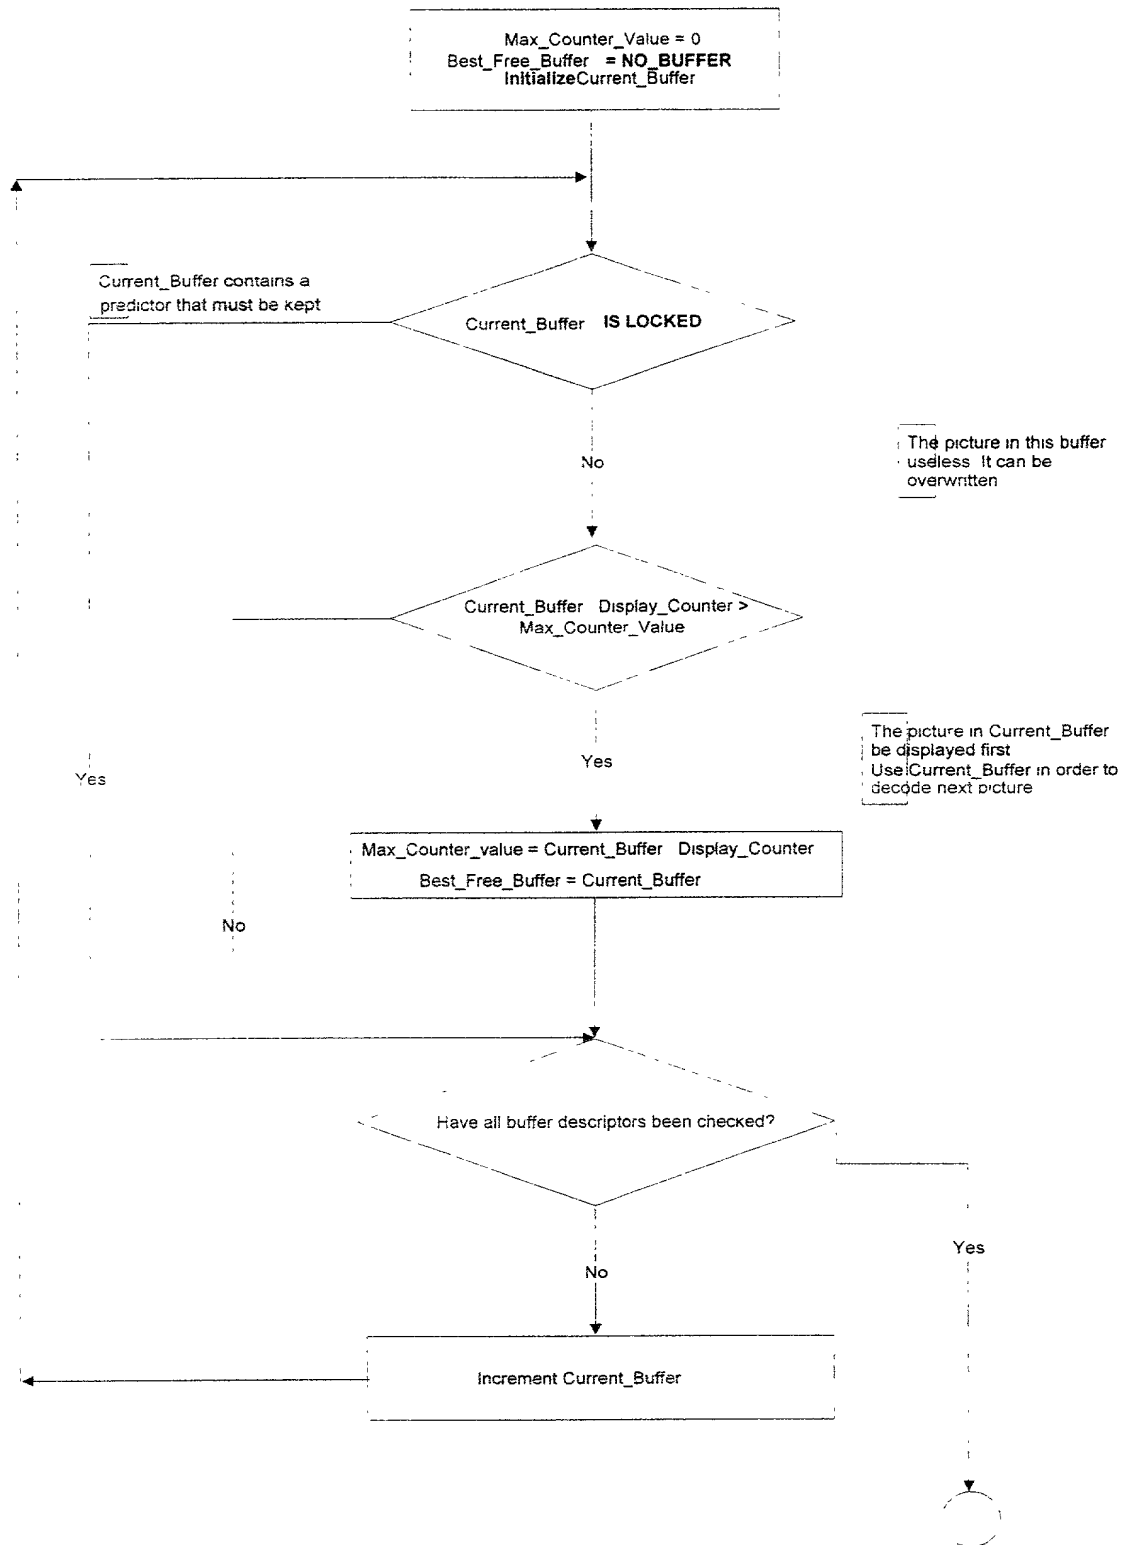 Max_Counter_Value = 0
Best_Free_Buffer = NO_BUFFER
InitializeCurrent_Buffer
Current_Buffer contains a
predictor that must be kept
Current_Buffer IS LOCKED
No
The picture in this buffer
useless It can be
overwritten
Current_Buffer Display_Counter >
Max_Counter_Value
Yes
The picture in Current_Buffer
be displayed first
Use Current_Buffer in order to
decode next picture
Yes
Max_Counter_value = Current_Buffer Display_Counter
Best_Free_Buffer = Current_Buffer
No
Have all buffer descriptors been checked?
Yes
No
Increment Current_Buffer